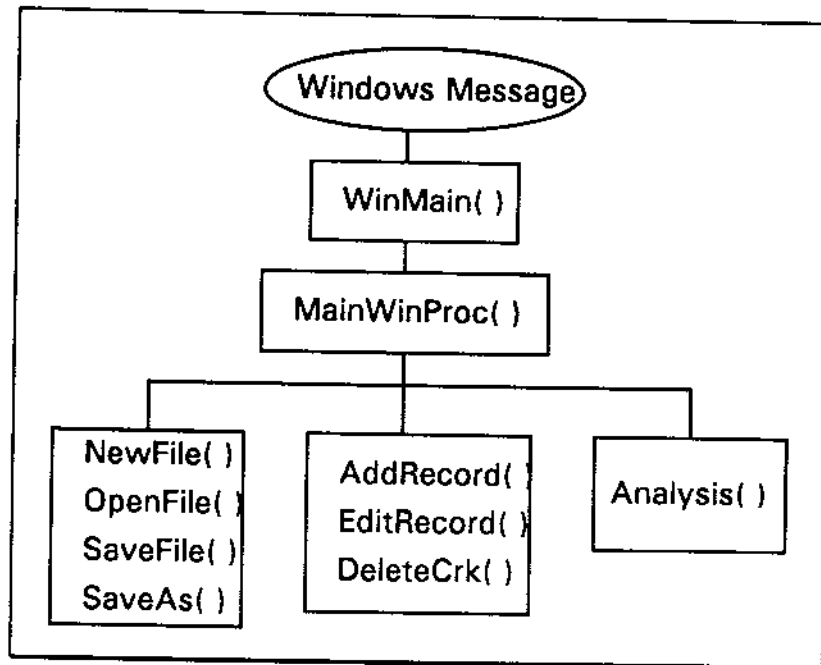 Windows Message
WinMain( )
MainWinProc( )
NewFile( )
OpenFile( )
SaveFile( )
SaveAs( )
AddRecord( )
EditRecord( )
DeleteCrk( )
Analysis( )